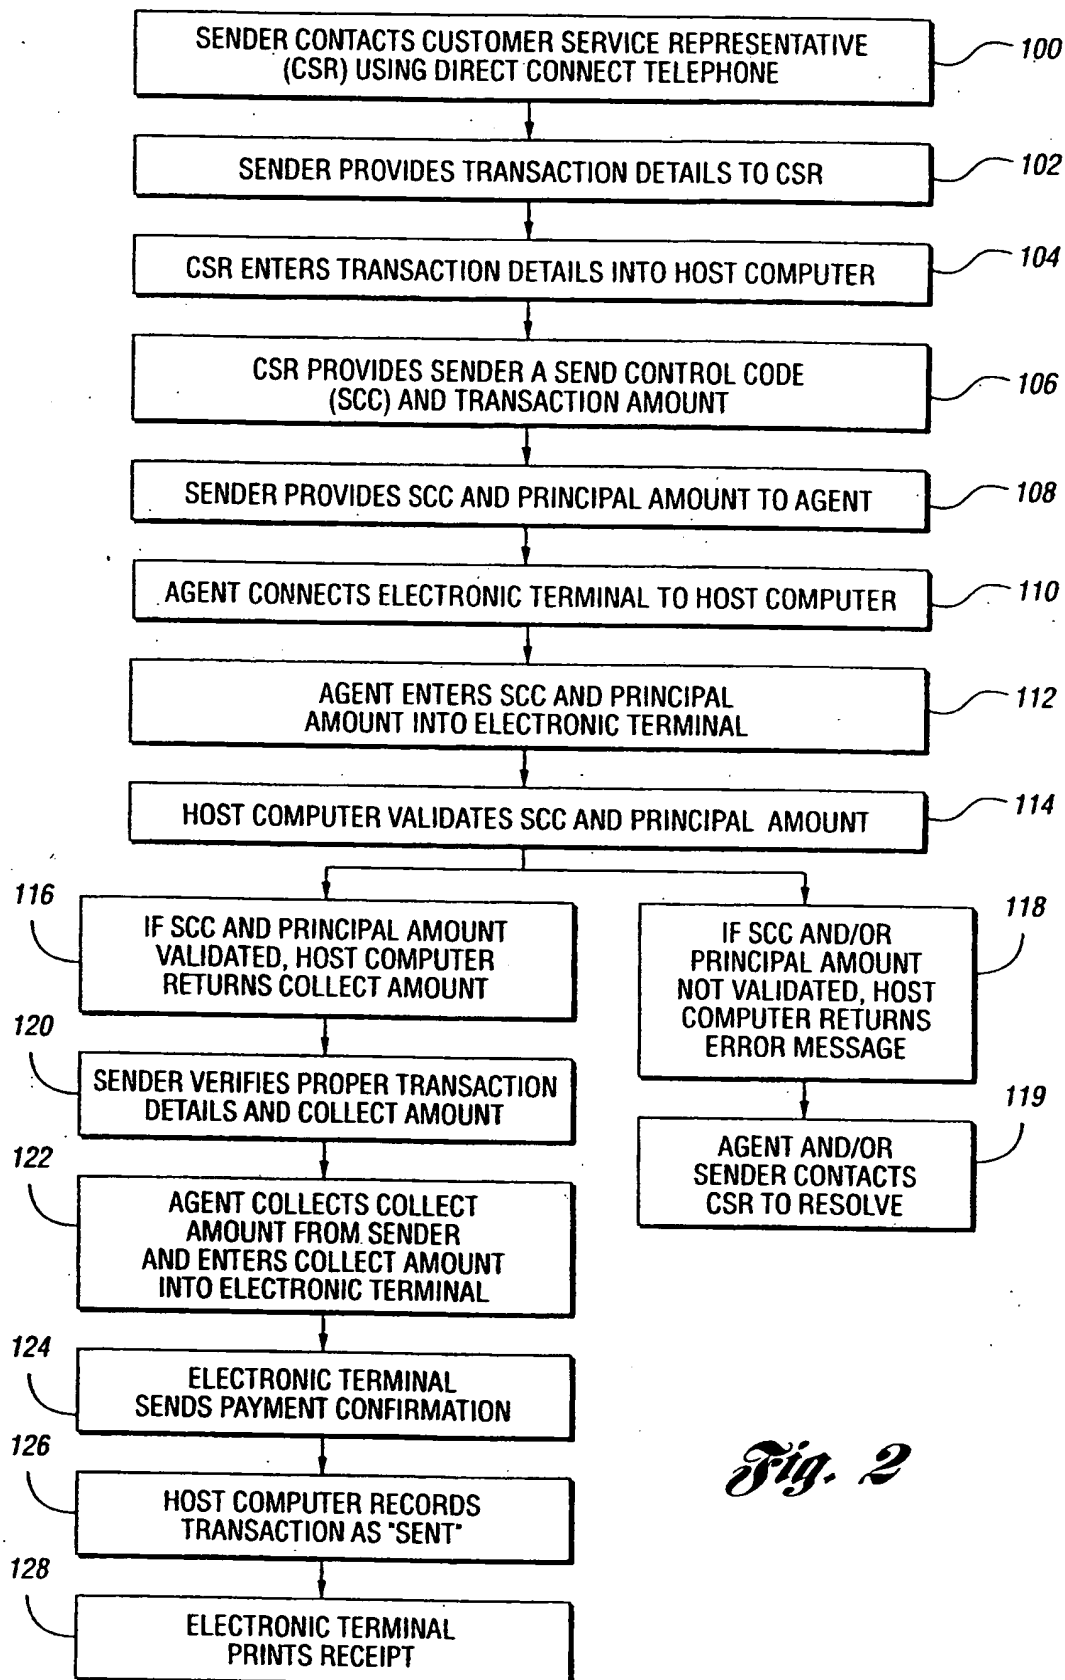 SENDER CONTACTS CUSTOMER SERVICE REPRESENTATIVE
(CSR) USING DIRECT CONNECT TELEPHONE
100
SENDER PROVIDES TRANSACTION DETAILS TO CSR
102
CSR ENTERS TRANSACTION DETAILS INTO HOST COMPUTER
104
CSR PROVIDES SENDER A SEND CONTROL CODE
(SCC) AND TRANSACTION AMOUNT
106
SENDER PROVIDES SCC AND PRINCIPAL AMOUNT TO AGENT
108
AGENT CONNECTS ELECTRONIC TERMINAL TO HOST COMPUTER
110
AGENT ENTERS SCC AND PRINCIPAL
AMOUNT INTO ELECTRONIC TERMINAL
112
HOST COMPUTER VALIDATES SCC AND PRINCIPAL AMOUNT
114
116
IF SCC AND PRINCIPAL AMOUNT
VALIDATED, HOST COMPUTER
RETURNS COLLECT AMOUNT
118
IF SCC AND/OR
PRINCIPAL AMOUNT
NOT VALIDATED, HOST
COMPUTER RETURNS
ERROR MESSAGE
120
SENDER VERIFIES PROPER TRANSACTION
DETAILS AND COLLECT AMOUNT
119
AGENT AND/OR
SENDER CONTACTS
CSR TO RESOLVE
122
AGENT COLLECTS COLLECT
AMOUNT FROM SENDER
AND ENTERS COLLECT AMOUNT
INTO ELECTRONIC TERMINAL
124
ELECTRONIC TERMINAL
SENDS PAYMENT CONFIRMATION
126
HOST COMPUTER RECORDS
TRANSACTION AS "SENT"
128
ELECTRONIC TERMINAL
PRINTS RECEIPT
Fig. 2